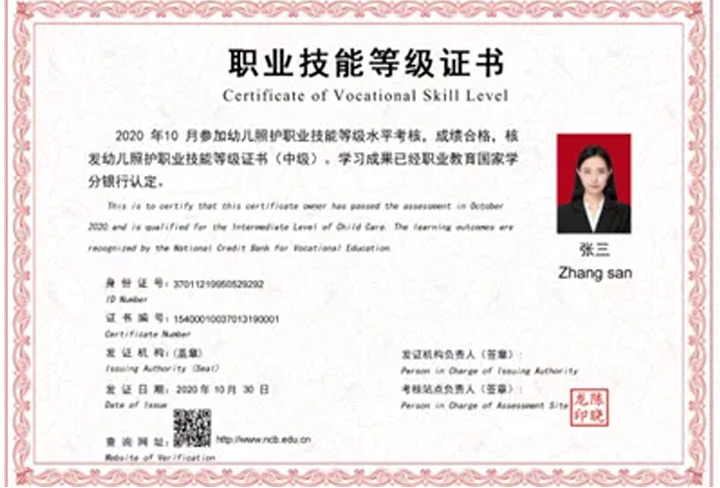 职业技能等级证书
Certificate of Vocational Skill Level
2020 年10 月参加幼儿照护职业技能等级水平考核，成绩合格，核
发幼儿照护职业技能等级证书（中级）。学习成果已经职业教育国家学
分银行认定。
This is to certify that this certificate owner has passed the assessment in October
2020,and is qualified for the Intermediate Level of Child Care. The learning outcomes are
recognized by the National Credit Bank for Vocational Education
张三
Zhang san
身 份 证 号：37011219950529292
ID Number
证 书 编 号：15400010037013190001
Certificate Number
发 证 机 构：（盖章）
Issuing Authority (Seal)
发证机构负责人（签章）：
Person in Charge of Issuing Authority
发 证 日 期：2020 年 10 月 30 日
Date of Issue
考核站点负责人（签章）：
Person in Charge of Assessment Site
龙陈
印晓
查 询 网 址：http://www.ncb.edu.cn
Website of Verification